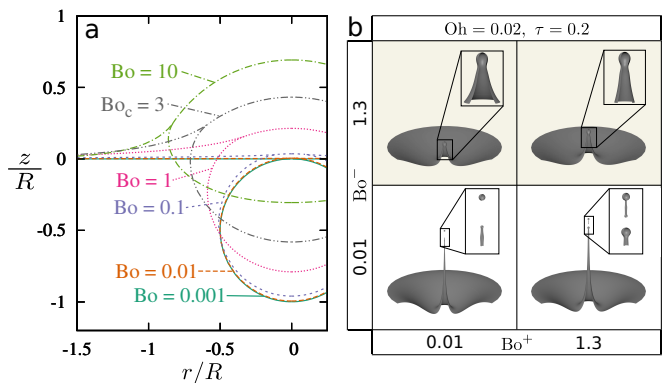 a
1
0.5
0
-0.5
-1
z
R
Bo = 10
Bo_c = 3
Bo = 1
Bo = 0.1
Bo = 0.01
Bo = 0.001
-1.5 -1 -0.5 0
r/R
b
Oh = 0.02, τ = 0.2
1.3
Bo⁻
0.01
0.01 Bo⁺ 1.3